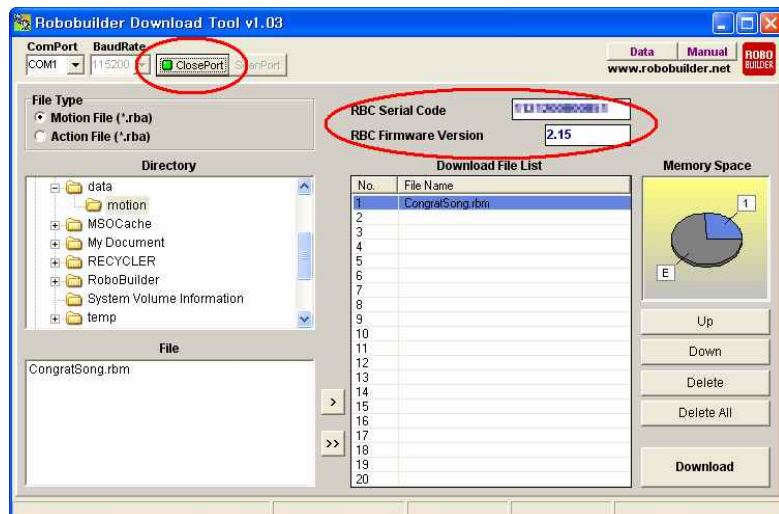 Robobuilder Download Tool v1.03
ComPort BaudRate
COM1 115200 ClosePort ScanPort
Data Manual
www.robobuilder.net
ROBO BUILDER
File Type
Motion File (*.rba)
Action File (*.rba)
RBC Serial Code
RBC Firmware Version 2.15
Directory
data
motion
MSOCache
My Document
RECYCLER
RoboBuilder
System Volume Information
temp
File
CongratSong.rbm
>
>>
Download File List
No. File Name
1 CongratSong.rbm
2
3
4
5
6
7
8
9
10
11
12
13
14
15
16
17
18
19
20
Memory Space
1
E
Up
Down
Delete
Delete All
Download